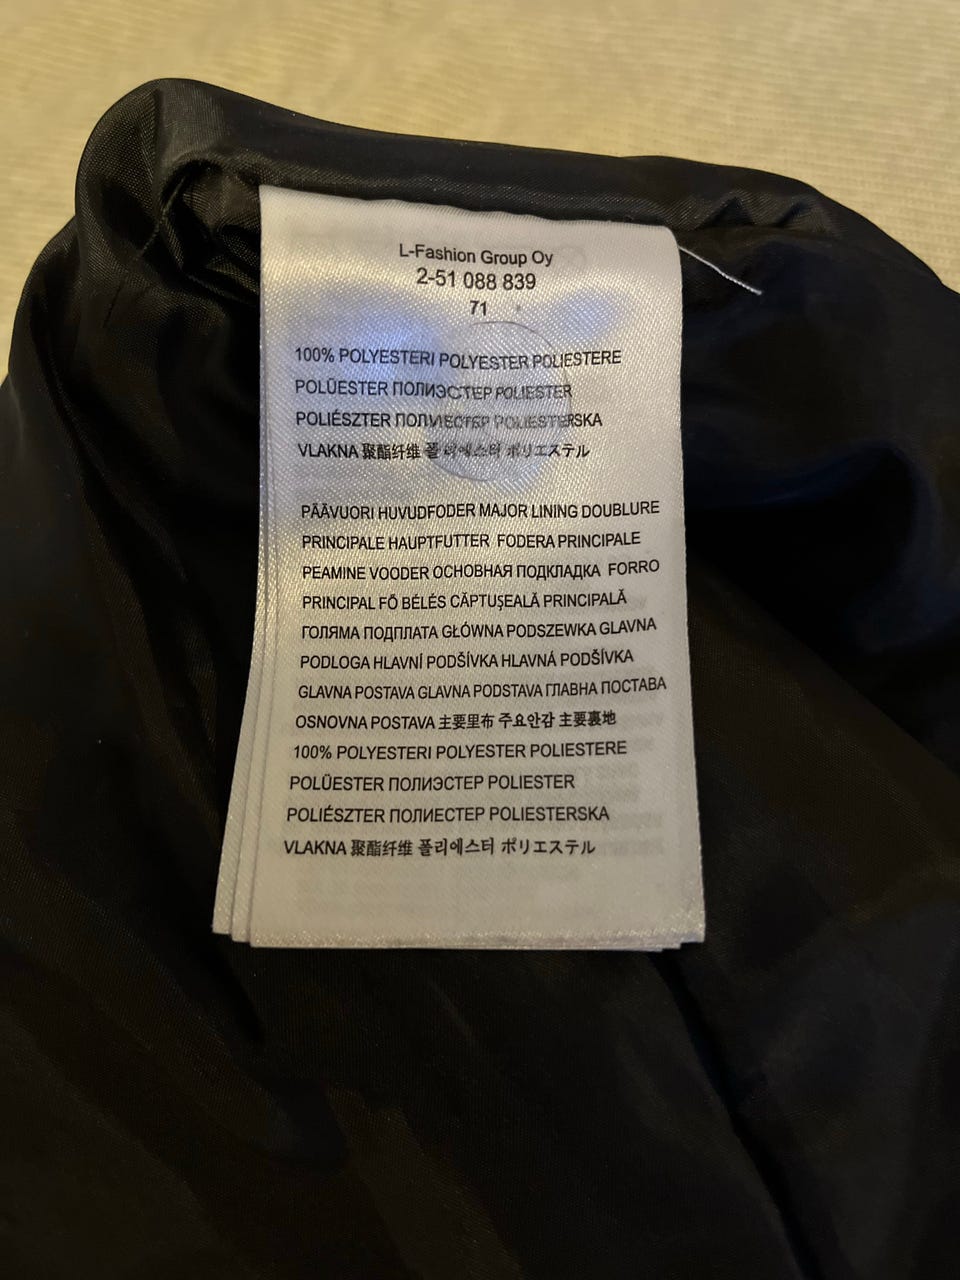 L-Fashion Group Oy
2-51 088 839
71
100% POLYESTERI POLYESTER POLIESTERE
POLÜESTER ПОЛИЭСТЕР POLIESTER
POLIÉSZTER ПОЛИЕСТЕР POLIESTERSKA
VLAKNA 聚酯纤维 폴리에스터 ポリエステル
PÄÄVUORI HUVUDFODER MAJOR LINING DOUBLURE
PRINCIPALE HAUPTFUTTER FODERA PRINCIPALE
PEAMINE VOODER ОСНОВНАЯ ПОДКЛАДКА FORRO
PRINCIPAL FŐ BÉLÉS CĂPTUŞEALĂ PRINCIPALĂ
ГОЛЯМА ПОДПЛАТА GŁÓWNA PODSZEWKA GLAVNA
PODLOGA HLAVNÍ PODŠÍVKA HLAVNÁ PODŠÍVKA
GLAVNA POSTAVA GLAVNA PODSTAVA ГЛАВНА ПОСТАВА
OSNOVNA POSTAVA 主要里布 주요안감 主要裏地
100% POLYESTERI POLYESTER POLIESTERE
POLÜESTER ПОЛИЭСТЕР POLIESTER
POLIÉSZTER ПОЛИЕСТЕР POLIESTERSKA
VLAKNA 聚酯纤维 폴리에스터 ポリエステル